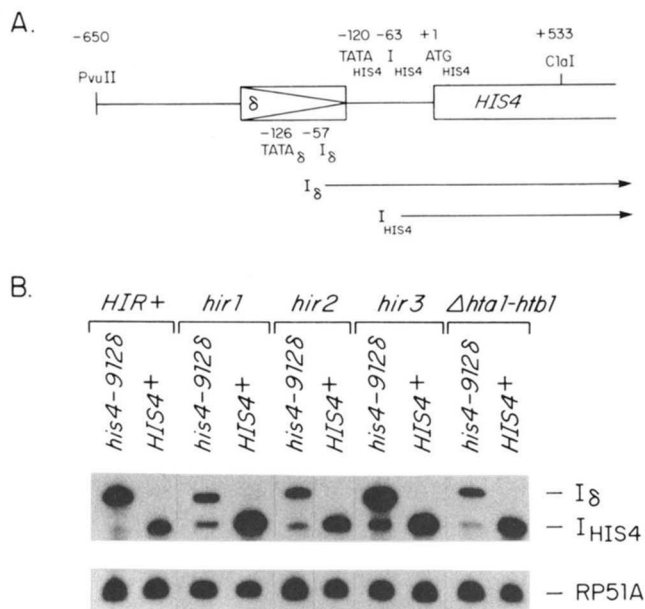 A.
-650
PvuII
-120 -63 +1 +533
TATA I ATG ClaI
HIS4 HIS4 HIS4
δ
HIS4
-126 -57
TATAδ Iδ
Iδ
I HIS4
B.
HIR+ hir1 hir2 hir3 Δhta1-htb1
his4-912δ HIS4+ his4-912δ HIS4+ his4-912δ HIS4+ his4-912δ HIS4+ his4-912δ HIS4+
Iδ
IHIS4
RP51A